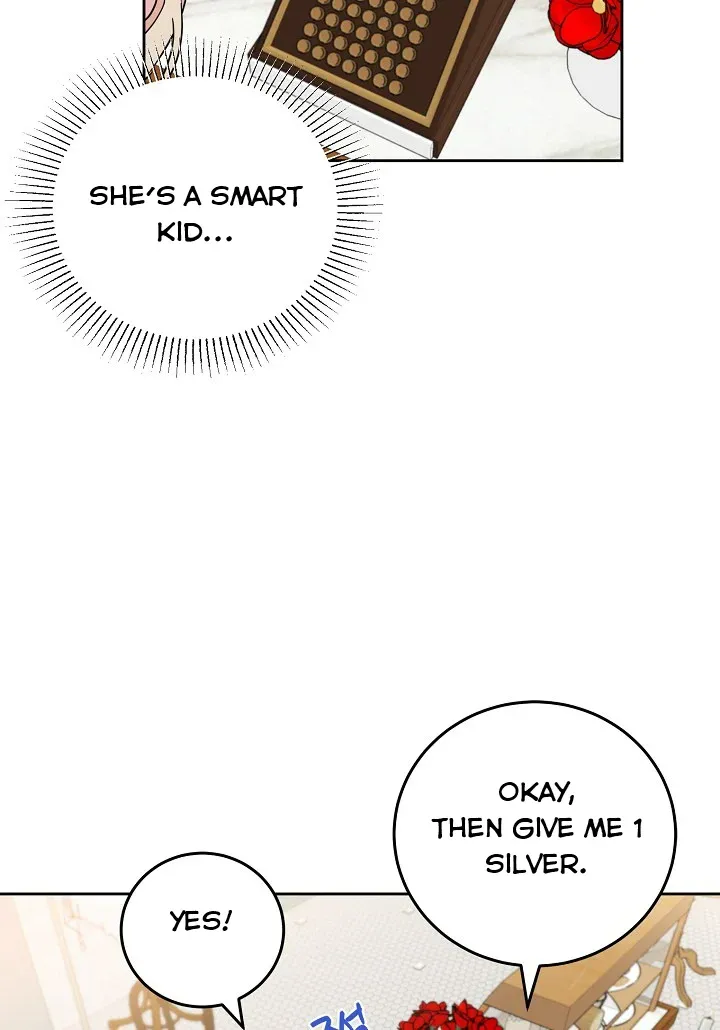 SHE'S A SMART
KID...
OKAY,
THEN GIVE ME 1
SILVER.
YES!